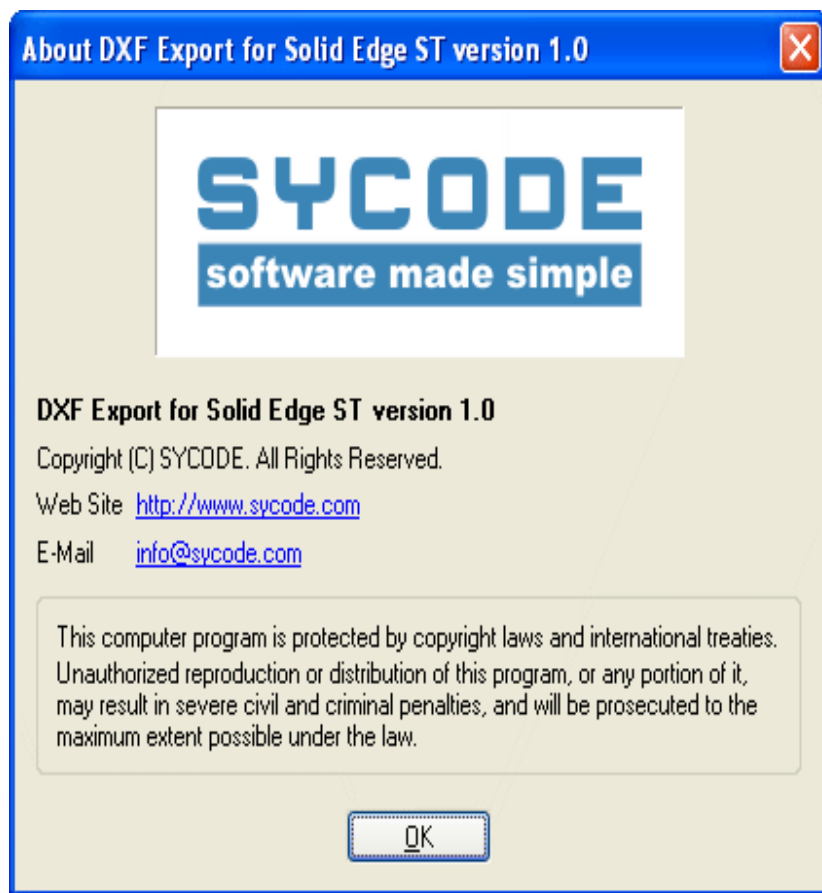 About DXF Export for Solid Edge ST version 1.0
SYCODE
software made simple
DXF Export for Solid Edge ST version 1.0
Copyright (C) SYCODE. All Rights Reserved.
Web Site http://www.sycode.com
E-Mail info@sycode.com
This computer program is protected by copyright laws and international treaties.
Unauthorized reproduction or distribution of this program, or any portion of it,
may result in severe civil and criminal penalties, and will be prosecuted to the
maximum extent possible under the law.
OK